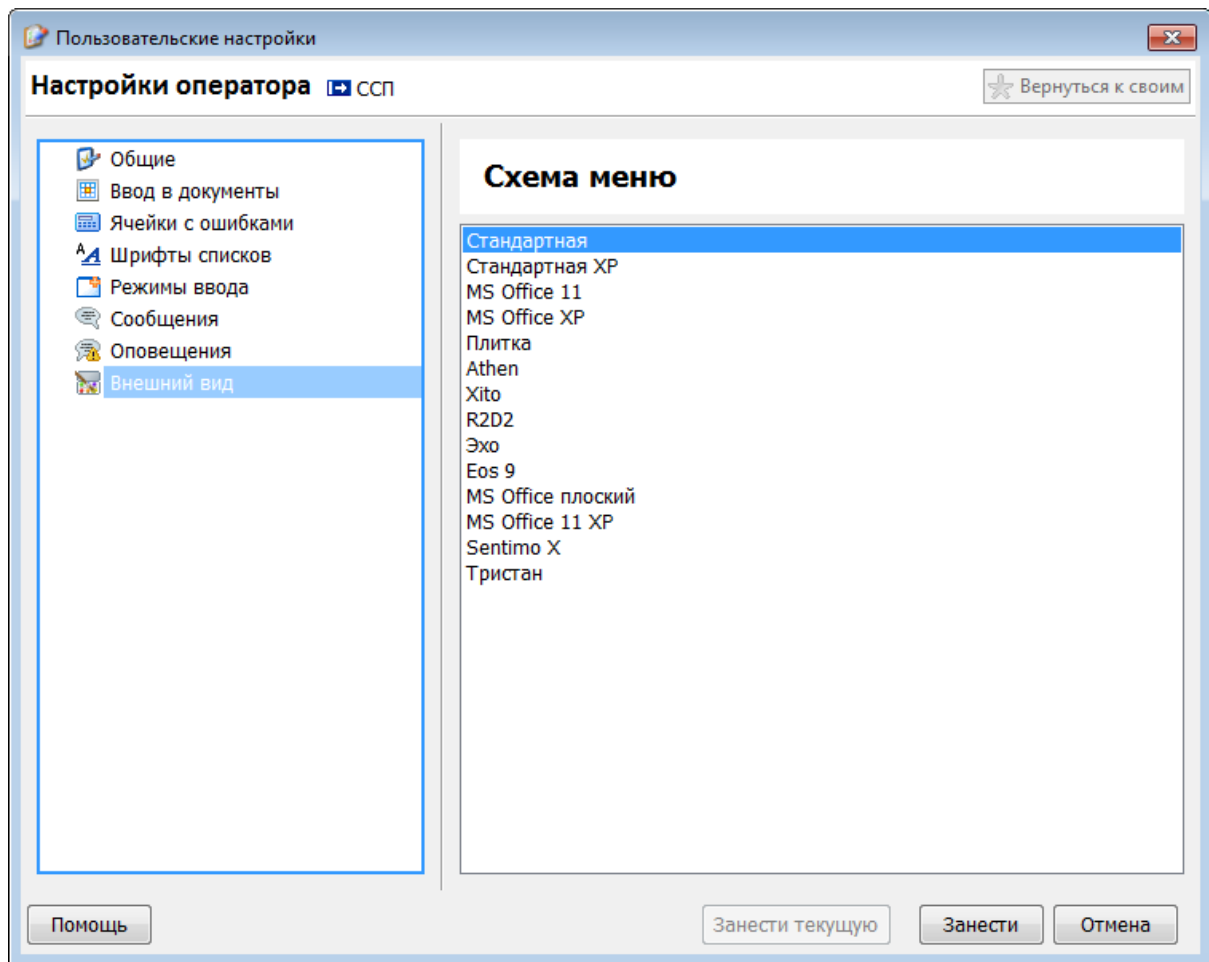 Пользовательские настройки
Настройки оператора ССП
Вернуться к своим
Общие
Ввод в документы
Ячейки с ошибками
Шрифты списков
Режимы ввода
Сообщения
Оповещения
Внешний вид
Схема меню
Стандартная
Стандартная XP
MS Office 11
MS Office XP
Плитка
Athen
Xito
R2D2
Эхо
Eos 9
MS Office плоский
MS Office 11 XP
Sentimo X
Тристан
Помощь
Занести текущую
Занести
Отмена